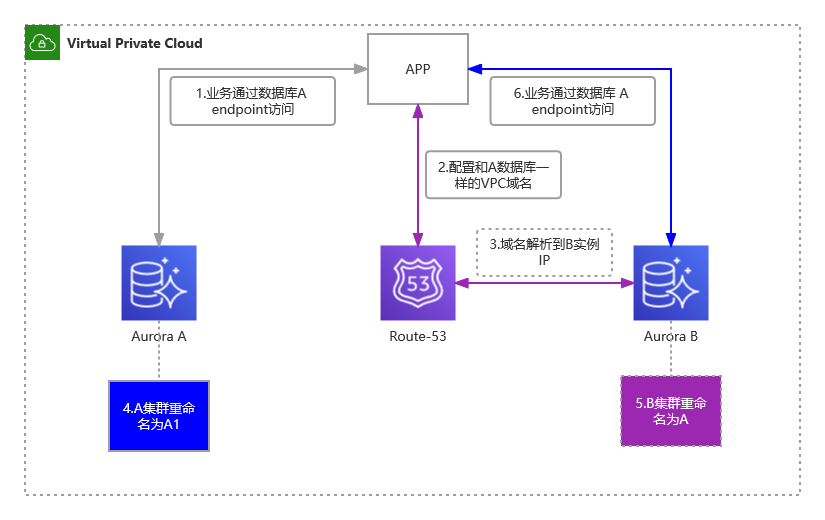 Virtual Private Cloud
APP
1.业务通过数据库A
endpoint访问
6.业务通过数据库 A
endpoint访问
2.配置和A数据库一
样的VPC域名
3.域名解析到B实例
IP
53
Aurora A
Route-53
Aurora B
4.A集群重命
名为A1
5.B集群重命
名为A